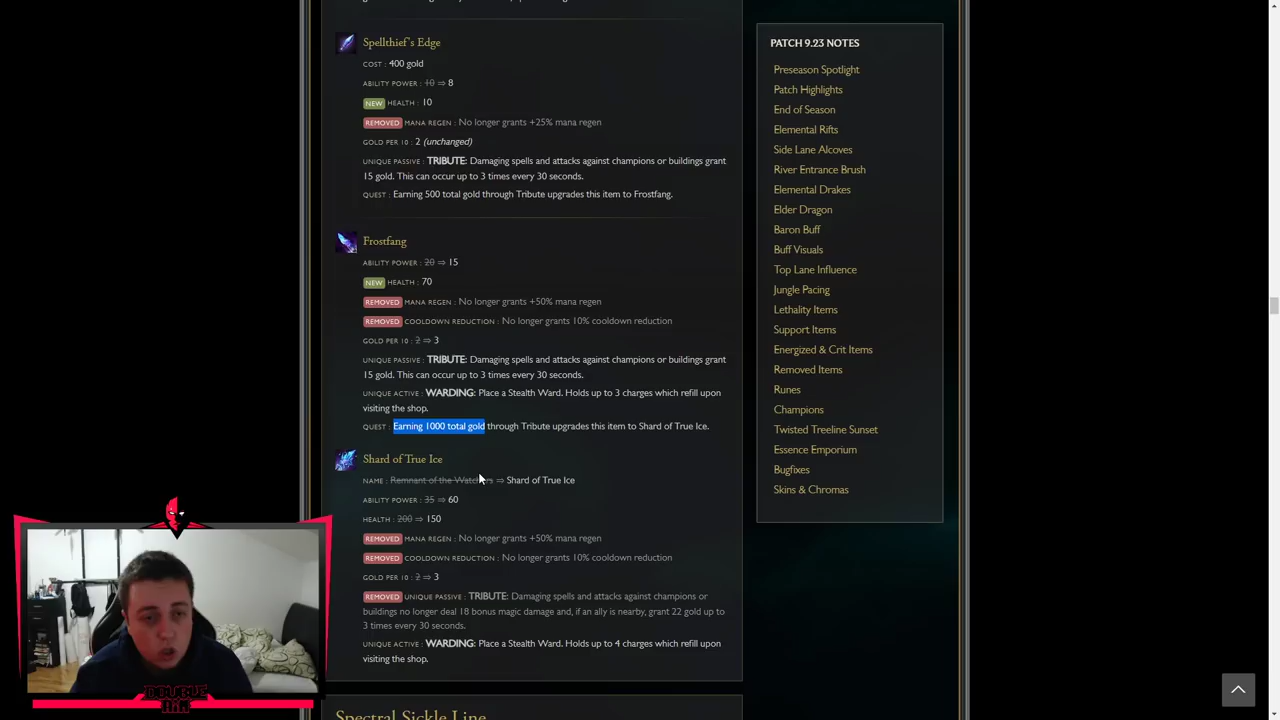 Spellthief's Edge
COST : 400 gold
ABILITY POWER : 10 ⇒ 8
NEW HEALTH : 10
REMOVED MANA REGEN : No longer grants +25% mana regen
GOLD PER 10 : 2 (unchanged)
UNIQUE PASSIVE : TRIBUTE: Damaging spells and attacks against champions or buildings grant
15 gold. This can occur up to 3 times every 30 seconds.
QUEST : Earning 500 total gold through Tribute upgrades this item to Frostfang.
Frostfang
ABILITY POWER : 20 ⇒ 15
NEW HEALTH : 70
REMOVED MANA REGEN : No longer grants +50% mana regen
REMOVED COOLDOWN REDUCTION : No longer grants 10% cooldown reduction
GOLD PER 10 : 2 ⇒ 3
UNIQUE PASSIVE : TRIBUTE: Damaging spells and attacks against champions or buildings grant
15 gold. This can occur up to 3 times every 30 seconds.
UNIQUE ACTIVE : WARDING: Place a Stealth Ward. Holds up to 3 charges which refill upon
visiting the shop.
QUEST : Earning 1000 total gold through Tribute upgrades this item to Shard of True Ice.
Shard of True Ice
NAME : Remnant of the Watchers ⇒ Shard of True Ice
ABILITY POWER : 35 ⇒ 60
HEALTH : 200 ⇒ 150
REMOVED MANA REGEN : No longer grants +50% mana regen
REMOVED COOLDOWN REDUCTION : No longer grants 10% cooldown reduction
GOLD PER 10 : 2 ⇒ 3
REMOVED UNIQUE PASSIVE : TRIBUTE: Damaging spells and attacks against champions or
buildings no longer deal 18 bonus magic damage and, if an ally is nearby, grant 22 gold up to
3 times every 30 seconds.
UNIQUE ACTIVE : WARDING: Place a Stealth Ward. Holds up to 4 charges which refill upon
visiting the shop.
Spectral Sickle Line
PATCH 9.23 NOTES
Preseason Spotlight
Patch Highlights
End of Season
Elemental Rifts
Side Lane Alcoves
River Entrance Brush
Elemental Drakes
Elder Dragon
Baron Buff
Buff Visuals
Top Lane Influence
Jungle Pacing
Lethality Items
Support Items
Energized & Crit Items
Removed Items
Runes
Champions
Twisted Treeline Sunset
Essence Emporium
Bugfixes
Skins & Chromas